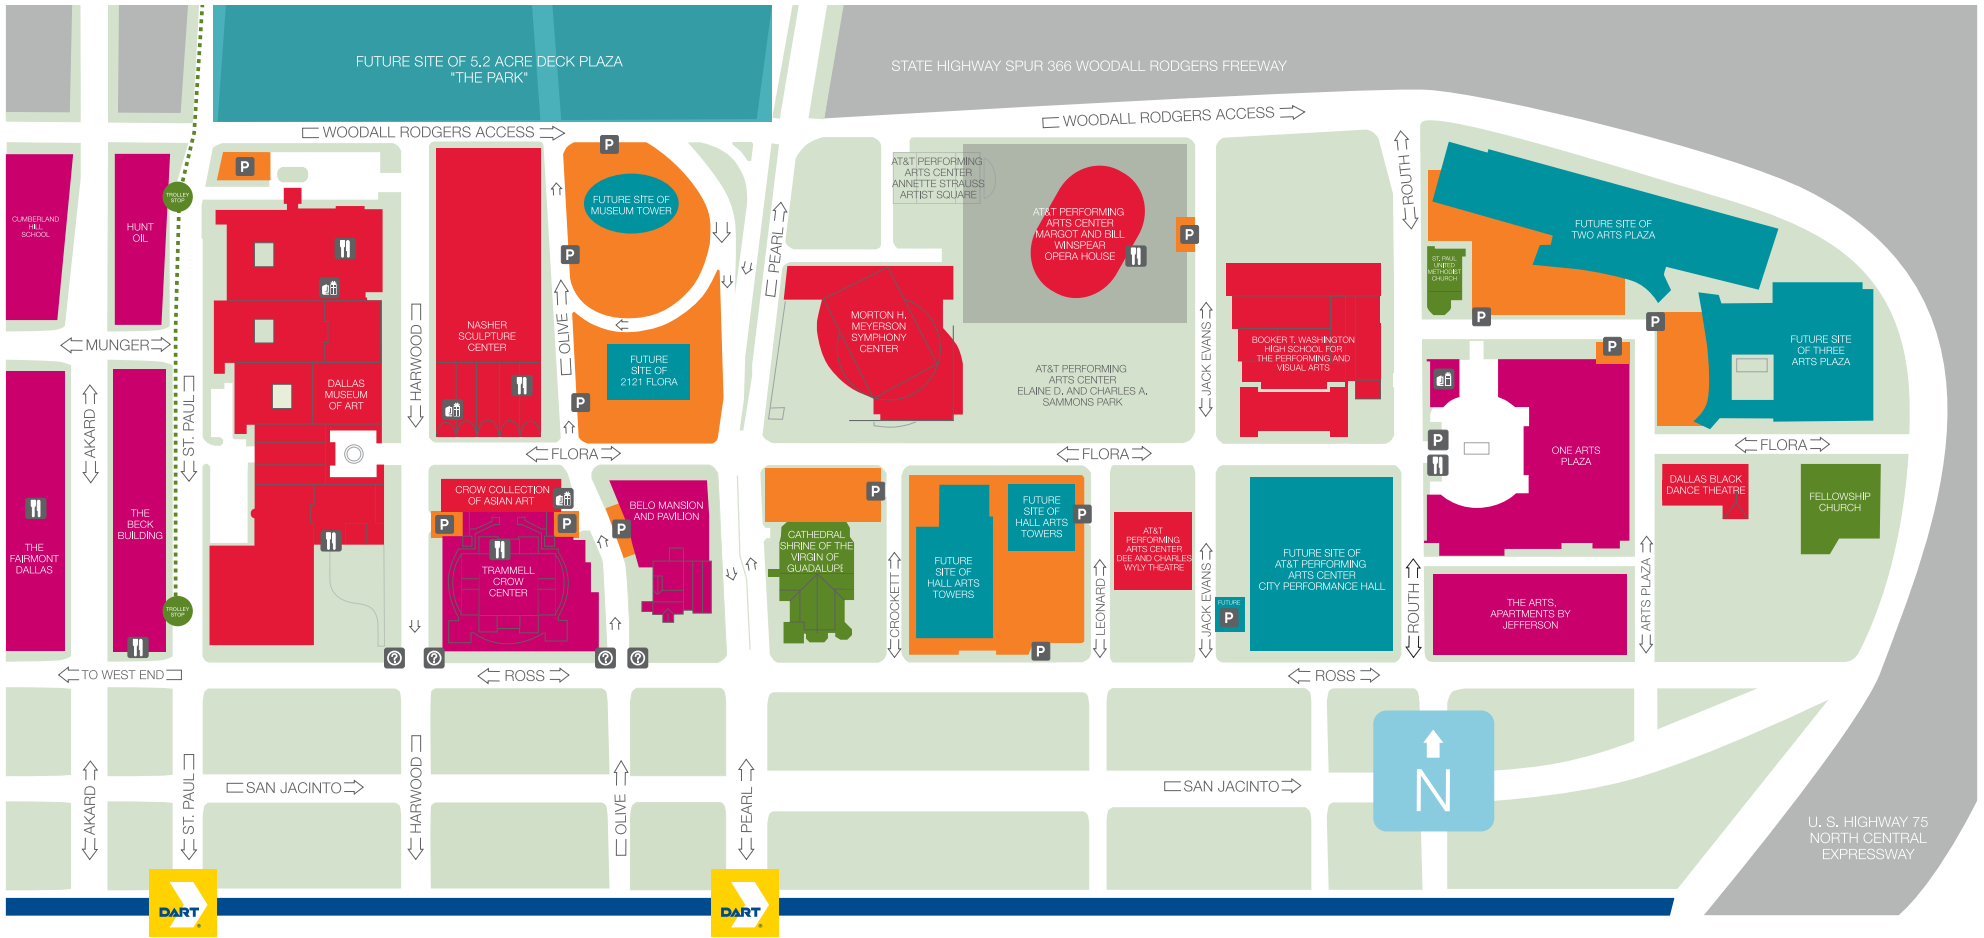 FUTURE SITE OF 5.2 ACRE DECK PLAZA
"THE PARK"
STATE HIGHWAY SPUR 366 WOODALL RODGERS FREEWAY
WOODALL RODGERS ACCESS
WOODALL RODGERS ACCESS
CUMBERLAND
HILL
SCHOOL
HUNT
OIL
TROLLEY
STOP
P
P
FUTURE SITE OF
MUSEUM TOWER
P
AT&T PERFORMING
ARTS CENTER
ANNETTE STRAUSS
ARTIST SQUARE
AT&T PERFORMING
ARTS CENTER
MARGOT AND BILL
WINSPEAR
OPERA HOUSE
P
ROUTH
FUTURE SITE OF
TWO ARTS PLAZA
ST. PAUL
UNITED
METHODIST
CHURCH
P
P
PEARL
MUNGER
AKARD
ST. PAUL
DALLAS
MUSEUM
OF ART
HARWOOD
NASHER
SCULPTURE
CENTER
OLIVE
FUTURE
SITE OF
2121 FLORA
P
MORTON H.
MEYERSON
SYMPHONY
CENTER
AT&T PERFORMING
ARTS CENTER
ELAINE D. AND CHARLES A.
SAMMONS PARK
JACK EVANS
BOOKER T. WASHINGTON
HIGH SCHOOL FOR
THE PERFORMING AND
VISUAL ARTS
P
FUTURE SITE
OF THREE
ARTS PLAZA
FLORA
FLORA
FLORA
P
ONE ARTS
PLAZA
THE
FAIRMONT
DALLAS
THE
BECK
BUILDING
TROLLEY
STOP
CROW COLLECTION
OF ASIAN ART
P
P
TRAMMELL
CROW
CENTER
BELO MANSION
AND PAVILION
P
P
CATHEDRAL
SHRINE OF THE
VIRGIN OF
GUADALUPE
CROCKETT
FUTURE
SITE OF
HALL ARTS
TOWERS
FUTURE
SITE OF
HALL ARTS
TOWERS
P
P
LEONARD
AT&T
PERFORMING
ARTS CENTER
DEE AND CHARLES
WYLY THEATRE
JACK EVANS
FUTURE
P
FUTURE SITE OF
AT&T PERFORMING
ARTS CENTER
CITY PERFORMANCE HALL
ROUTH
THE ARTS,
APARTMENTS BY
JEFFERSON
ARTS PLAZA
DALLAS BLACK
DANCE THEATRE
FELLOWSHIP
CHURCH
?
?
?
?
TO WEST END
ROSS
ROSS
AKARD
ST. PAUL
SAN JACINTO
HARWOOD
OLIVE
PEARL
SAN JACINTO
N
U. S. HIGHWAY 75
NORTH CENTRAL
EXPRESSWAY
DART
DART